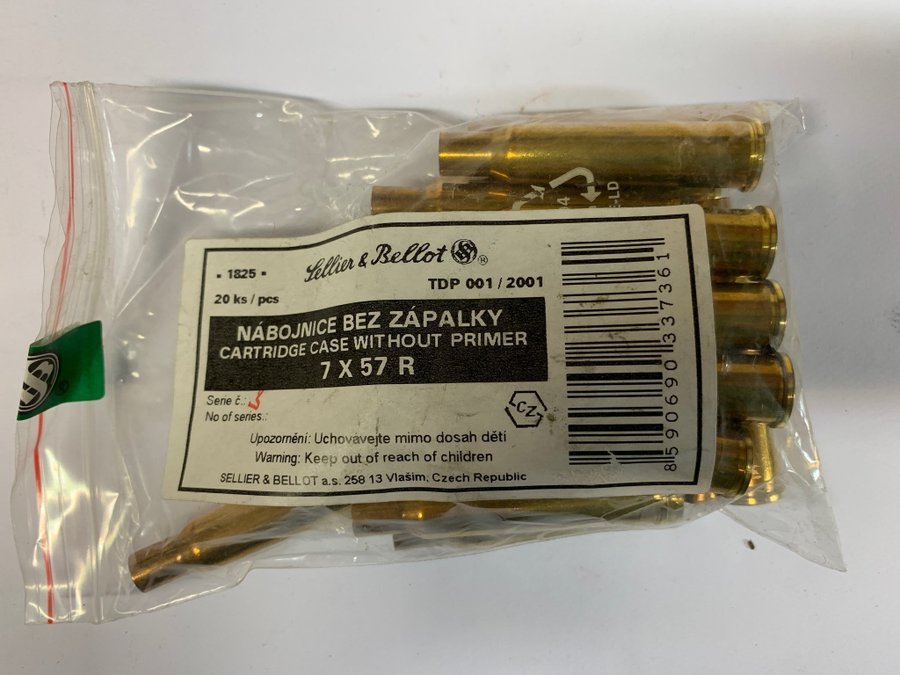 ▪ 1825 ▪
Sellier & Bellot ®
20 ks / pcs
TDP 001 / 2001
NÁBOJNICE BEZ ZÁPALKY
CARTRIDGE CASE WITHOUT PRIMER
7 X 57 R
Serie č.: 3
No of series.:
CZ
Upozornění: Uchovávejte mimo dosah dětí
Warning: Keep out of reach of children
SELLIER & BELLOT a.s. 258 13 Vlašim, Czech Republic
8590690337361